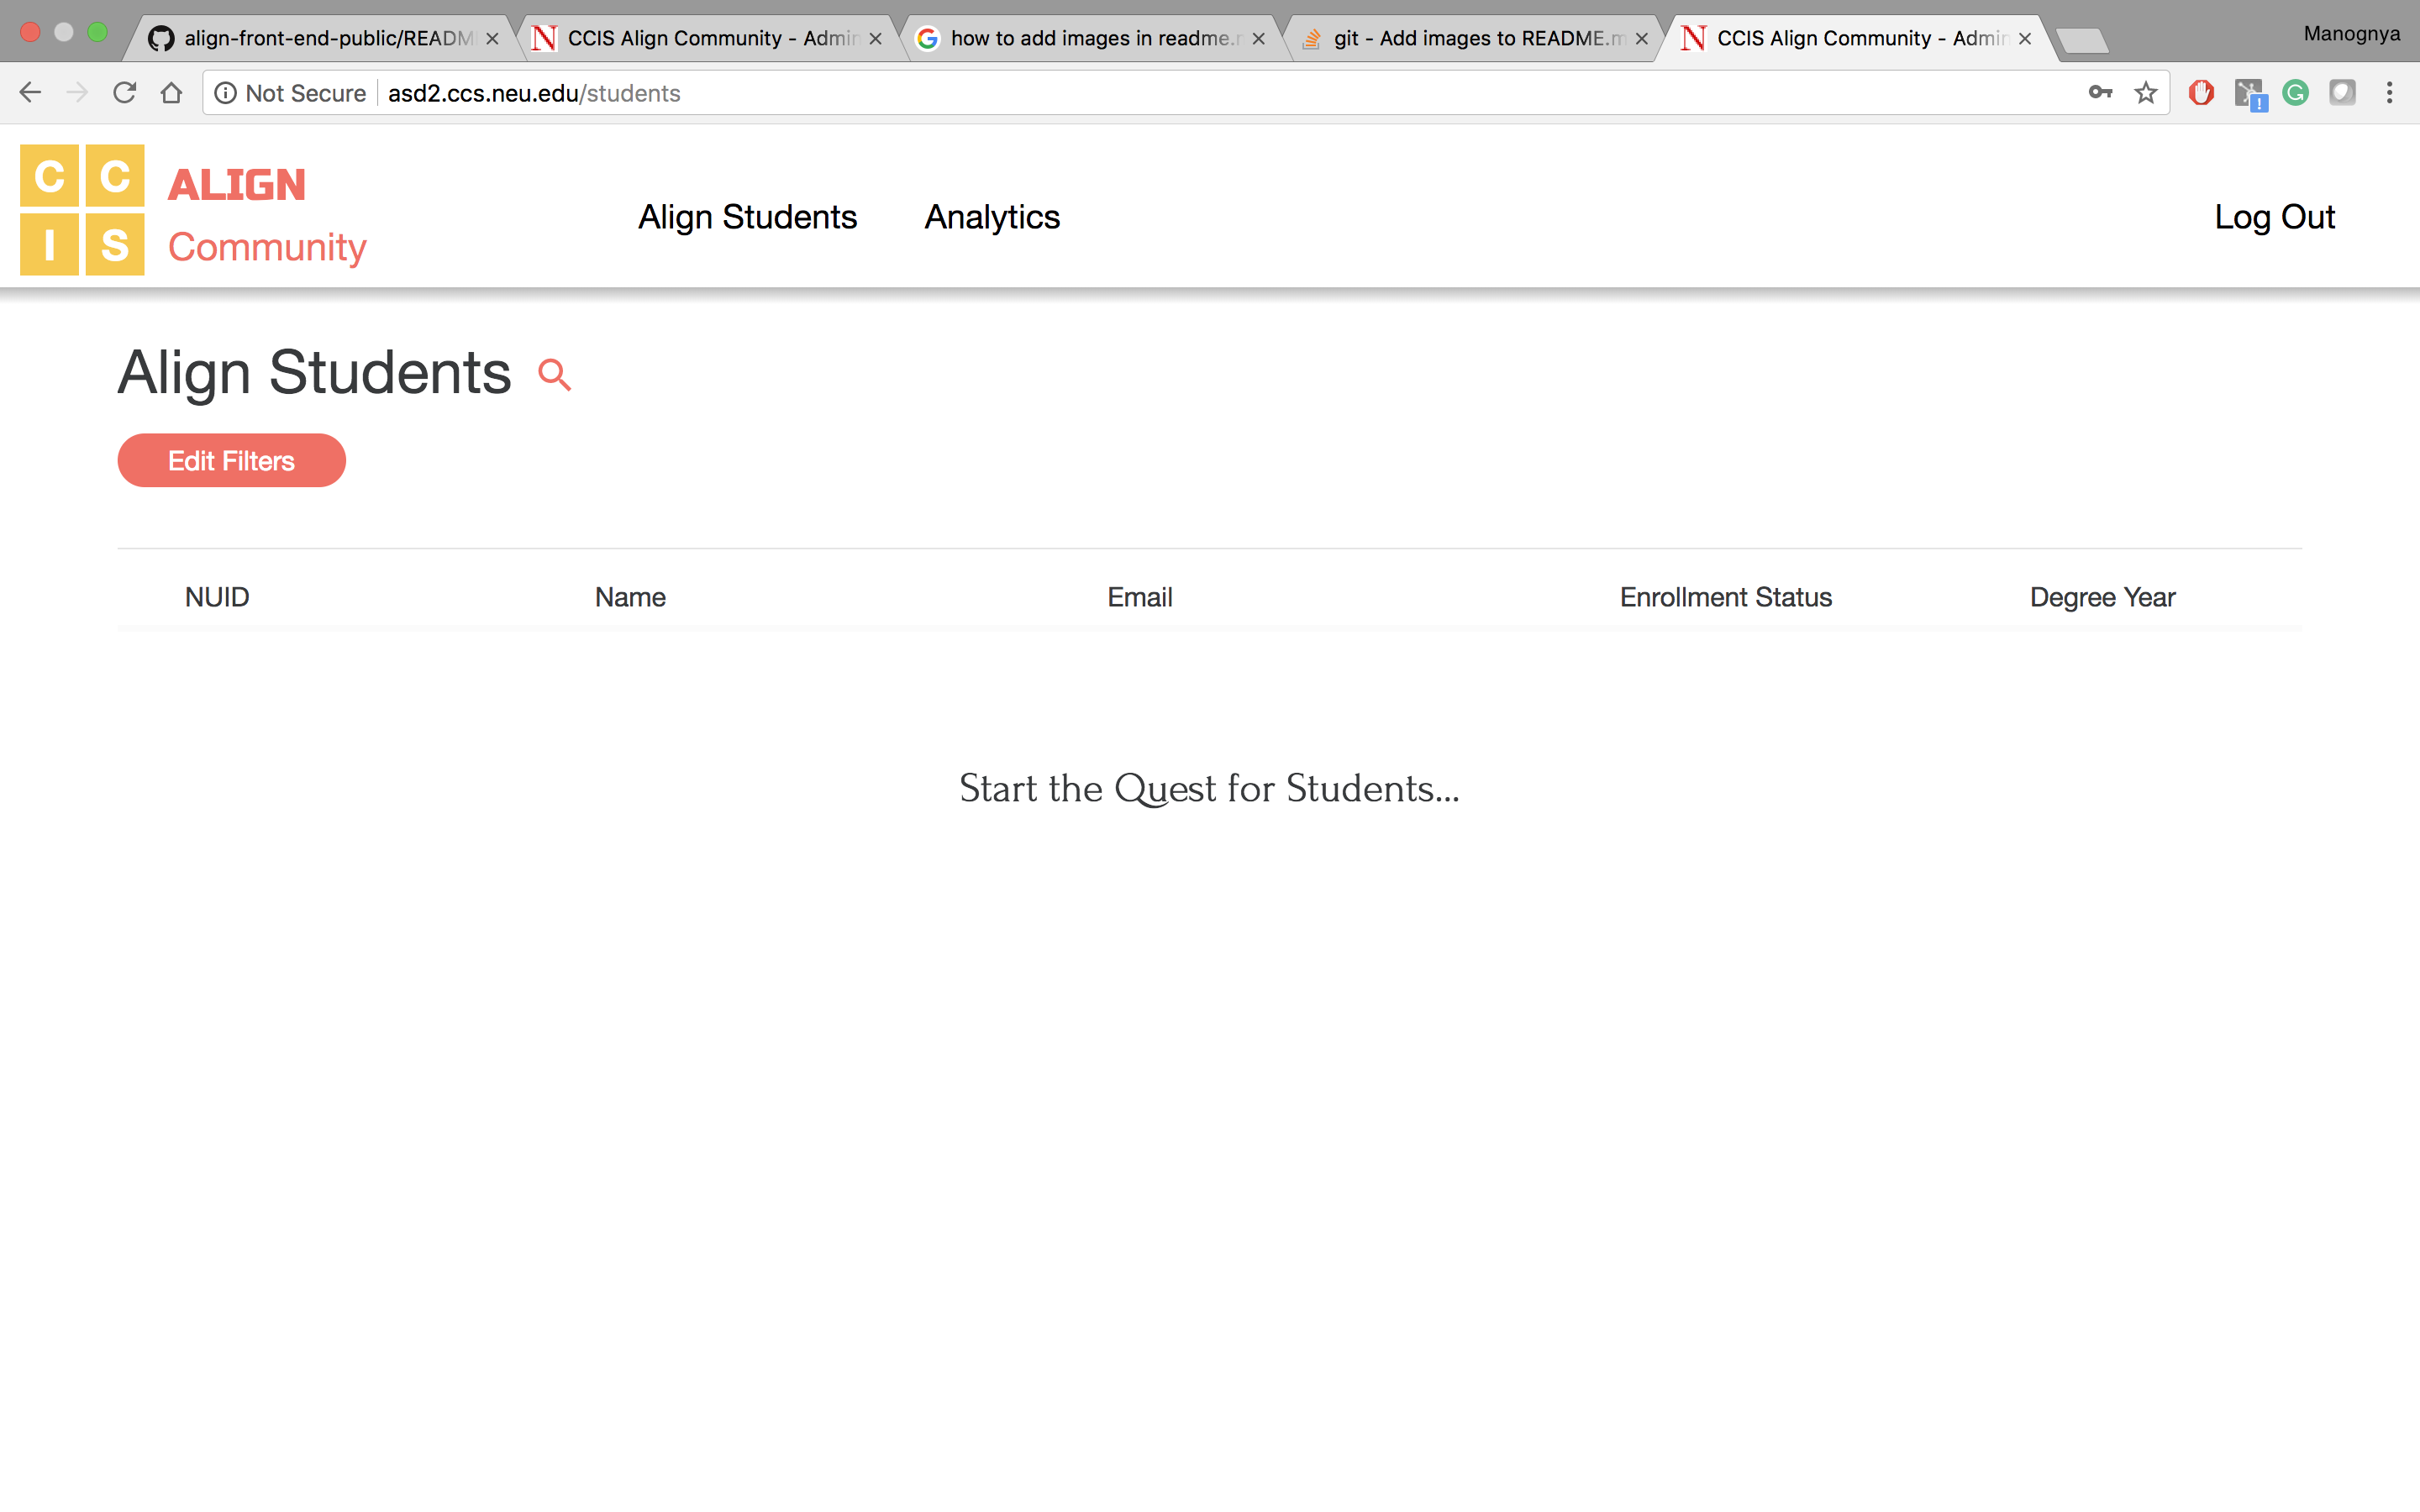 align-front-end-public/READM
CCIS Align Community - Admin
how to add images in readme.
git - Add images to README.m
CCIS Align Community - Admin
Manognya
Not Secure
asd2.ccs.neu.edu/students
C C
I S
ALIGN
Community
Align Students
Analytics
Log Out
Align Students
Edit Filters
NUID
Name
Email
Enrollment Status
Degree Year
Start the Quest for Students...